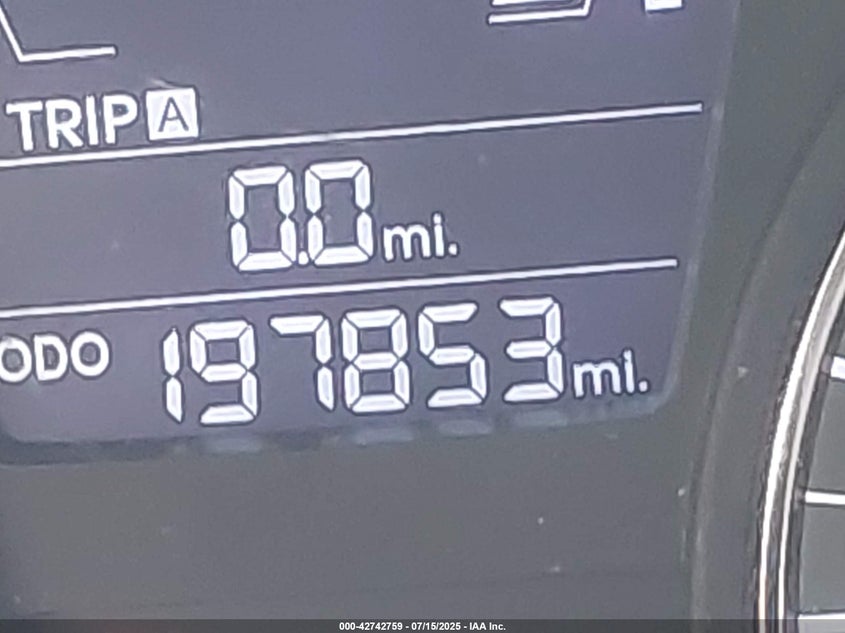 TRIP A
0.0 mi.
ODO 197853 mi.
000-42742759 - 07/15/2025 - IAA Inc.